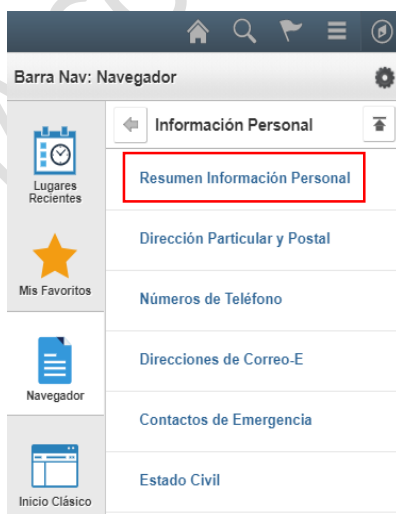 Barra Nav: Navegador
Información Personal
Lugares
Recientes
Resumen Información Personal
Dirección Particular y Postal
Mis Favoritos
Números de Teléfono
Direcciones de Correo-E
Navegador
Contactos de Emergencia
Estado Civil
Inicio Clásico